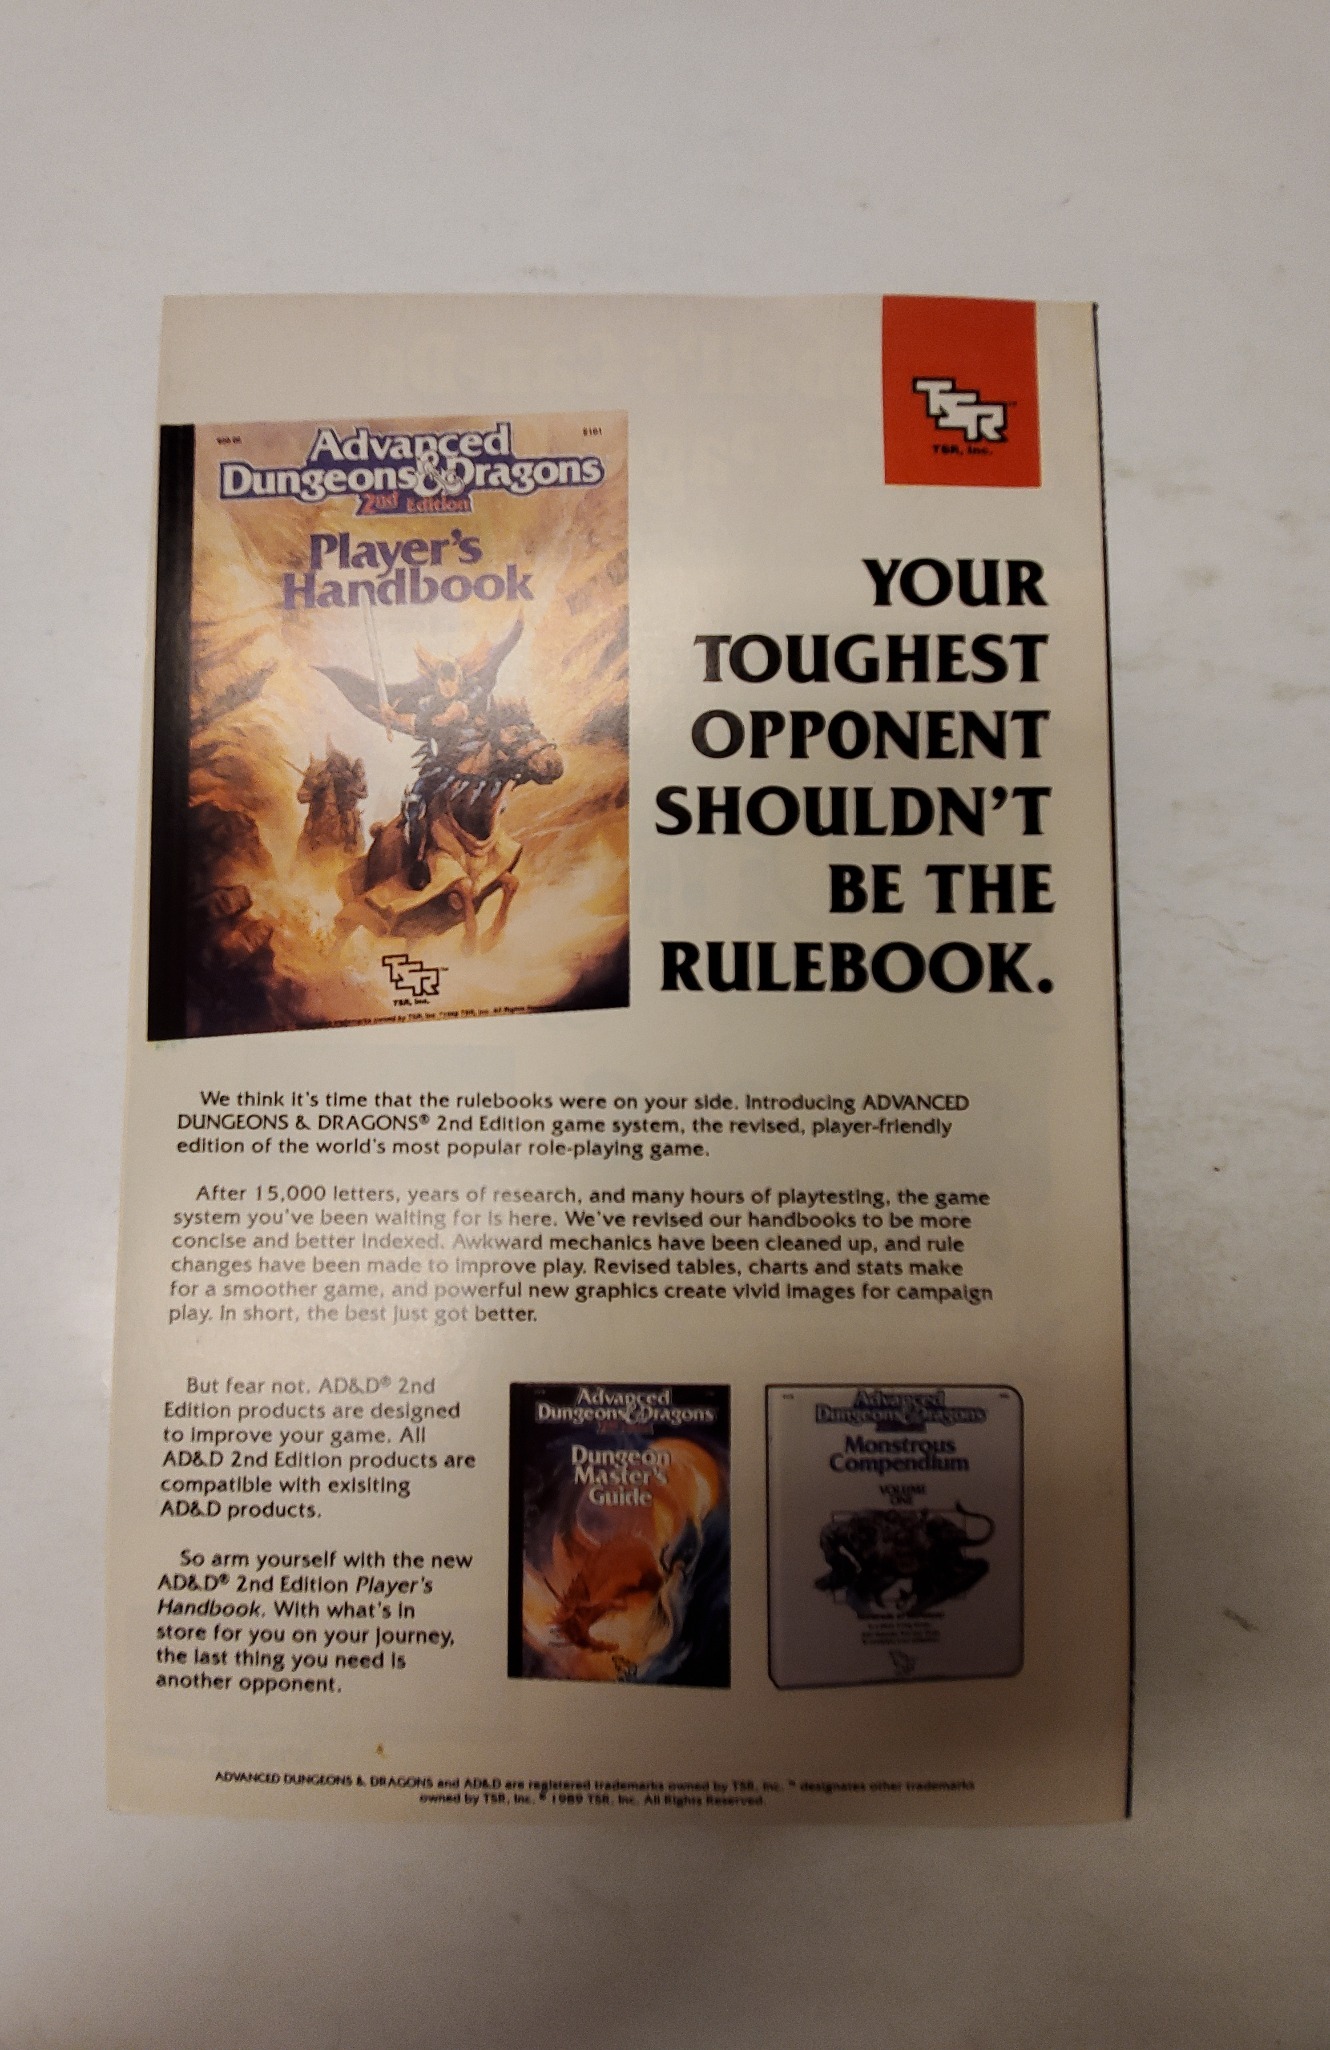 TSR
TSR, Inc.
Advanced
Dungeons & Dragons
2nd Edition
Player's
Handbook
TSR
TSR, Inc.
YOUR
TOUGHEST
OPPONENT
SHOULDN'T
BE THE
RULEBOOK.
We think it's time that the rulebooks were on your side. Introducing ADVANCED
DUNGEONS & DRAGONS® 2nd Edition game system, the revised, player-friendly
edition of the world's most popular role-playing game.
After 15,000 letters, years of research, and many hours of playtesting, the game
system you've been waiting for is here. We've revised our handbooks to be more
concise and better indexed. Awkward mechanics have been cleaned up, and rule
changes have been made to improve play. Revised tables, charts and stats make
for a smoother game, and powerful new graphics create vivid images for campaign
play. In short, the best just got better.
But fear not. AD&D® 2nd
Edition products are designed
to improve your game. All
AD&D 2nd Edition products are
compatible with exisiting
AD&D products.
So arm yourself with the new
AD&D® 2nd Edition Player's
Handbook. With what's in
store for you on your journey,
the last thing you need is
another opponent.
Advanced
Dungeons & Dragons
Dungeon
Master's
Guide
Advanced
Dungeons & Dragons
Monstrous
Compendium
VOLUME
ONE
ADVANCED DUNGEONS & DRAGONS and AD&D are registered trademarks owned by TSR, Inc. ™ designates other trademarks
owned by TSR, Inc. © 1989 TSR, Inc. All Rights Reserved.